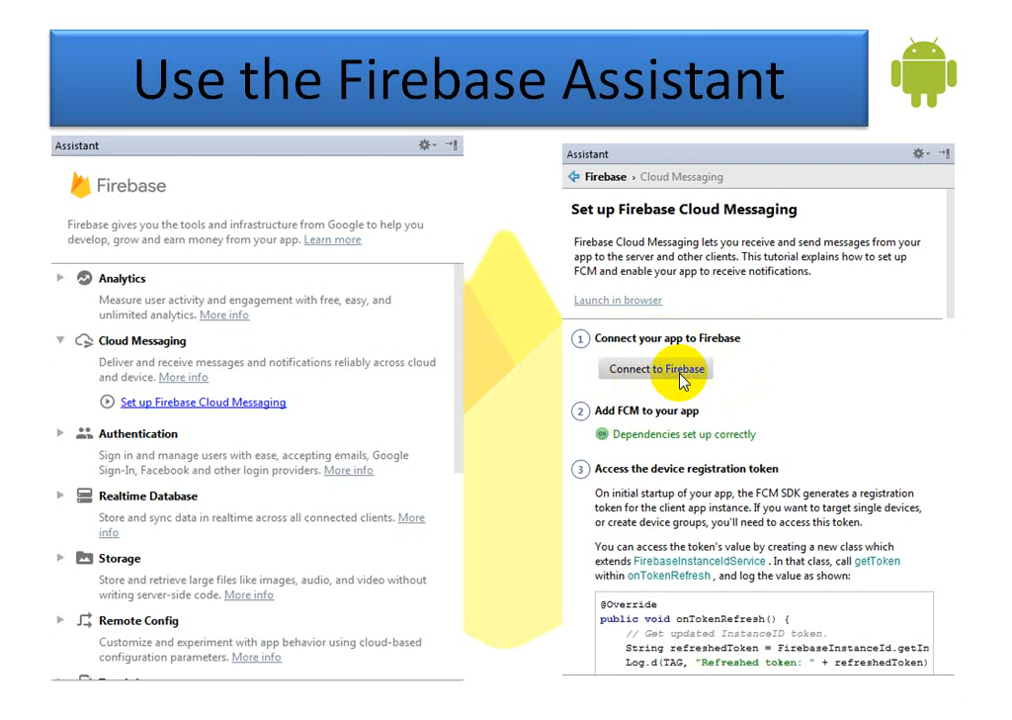 Use the Firebase Assistant
Assistant
Firebase
Firebase gives you the tools and infrastructure from Google to help you
develop, grow and earn money from your app. Learn more
Analytics
Measure user activity and engagement with free, easy, and
unlimited analytics. More info
Cloud Messaging
Deliver and receive messages and notifications reliably across cloud
and device. More info
Set up Firebase Cloud Messaging
Authentication
Sign in and manage users with ease, accepting emails, Google
Sign-In, Facebook and other login providers. More info
Realtime Database
Store and sync data in realtime across all connected clients. More
info
Storage
Store and retrieve large files like images, audio, and video without
writing server-side code. More info
Remote Config
Customize and experiment with app behavior using cloud-based
configuration parameters. More info
Assistant
Firebase › Cloud Messaging
Set up Firebase Cloud Messaging
Firebase Cloud Messaging lets you receive and send messages from your
app to the server and other clients. This tutorial explains how to set up
FCM and enable your app to receive notifications.
Launch in browser
1 Connect your app to Firebase
Connect to Firebase
2 Add FCM to your app
Dependencies set up correctly
3 Access the device registration token
On initial startup of your app, the FCM SDK generates a registration
token for the client app instance. If you want to target single devices,
or create device groups, you'll need to access this token.
You can access the token's value by creating a new class which
extends FirebaseInstanceIdService . In that class, call getToken
within onTokenRefresh , and log the value as shown:
@Override
public void onTokenRefresh() {
// Get updated InstanceID token.
String refreshedToken = FirebaseInstanceId.getIn
Log.d(TAG, "Refreshed token: " + refreshedToken)